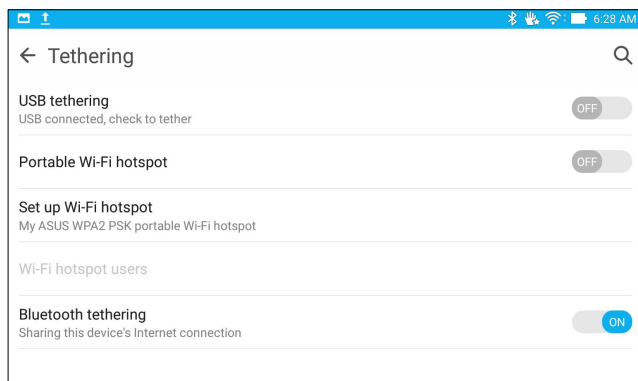 6:28 AM
Tethering
USB tethering
USB connected, check to tether
OFF
Portable Wi-Fi hotspot
OFF
Set up Wi-Fi hotspot
My ASUS WPA2 PSK portable Wi-Fi hotspot
Wi-Fi hotspot users
Bluetooth tethering
Sharing this device's Internet connection
ON